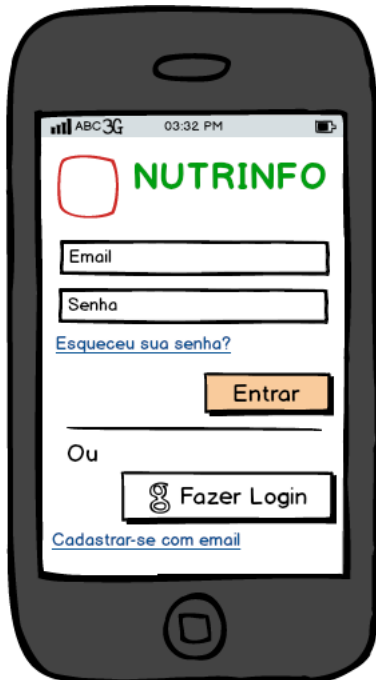 ABC 3G 03:32 PM
NUTRINFO
Email
Senha
Esqueceu sua senha?
Entrar
Ou
Fazer Login
Cadastrar-se com email